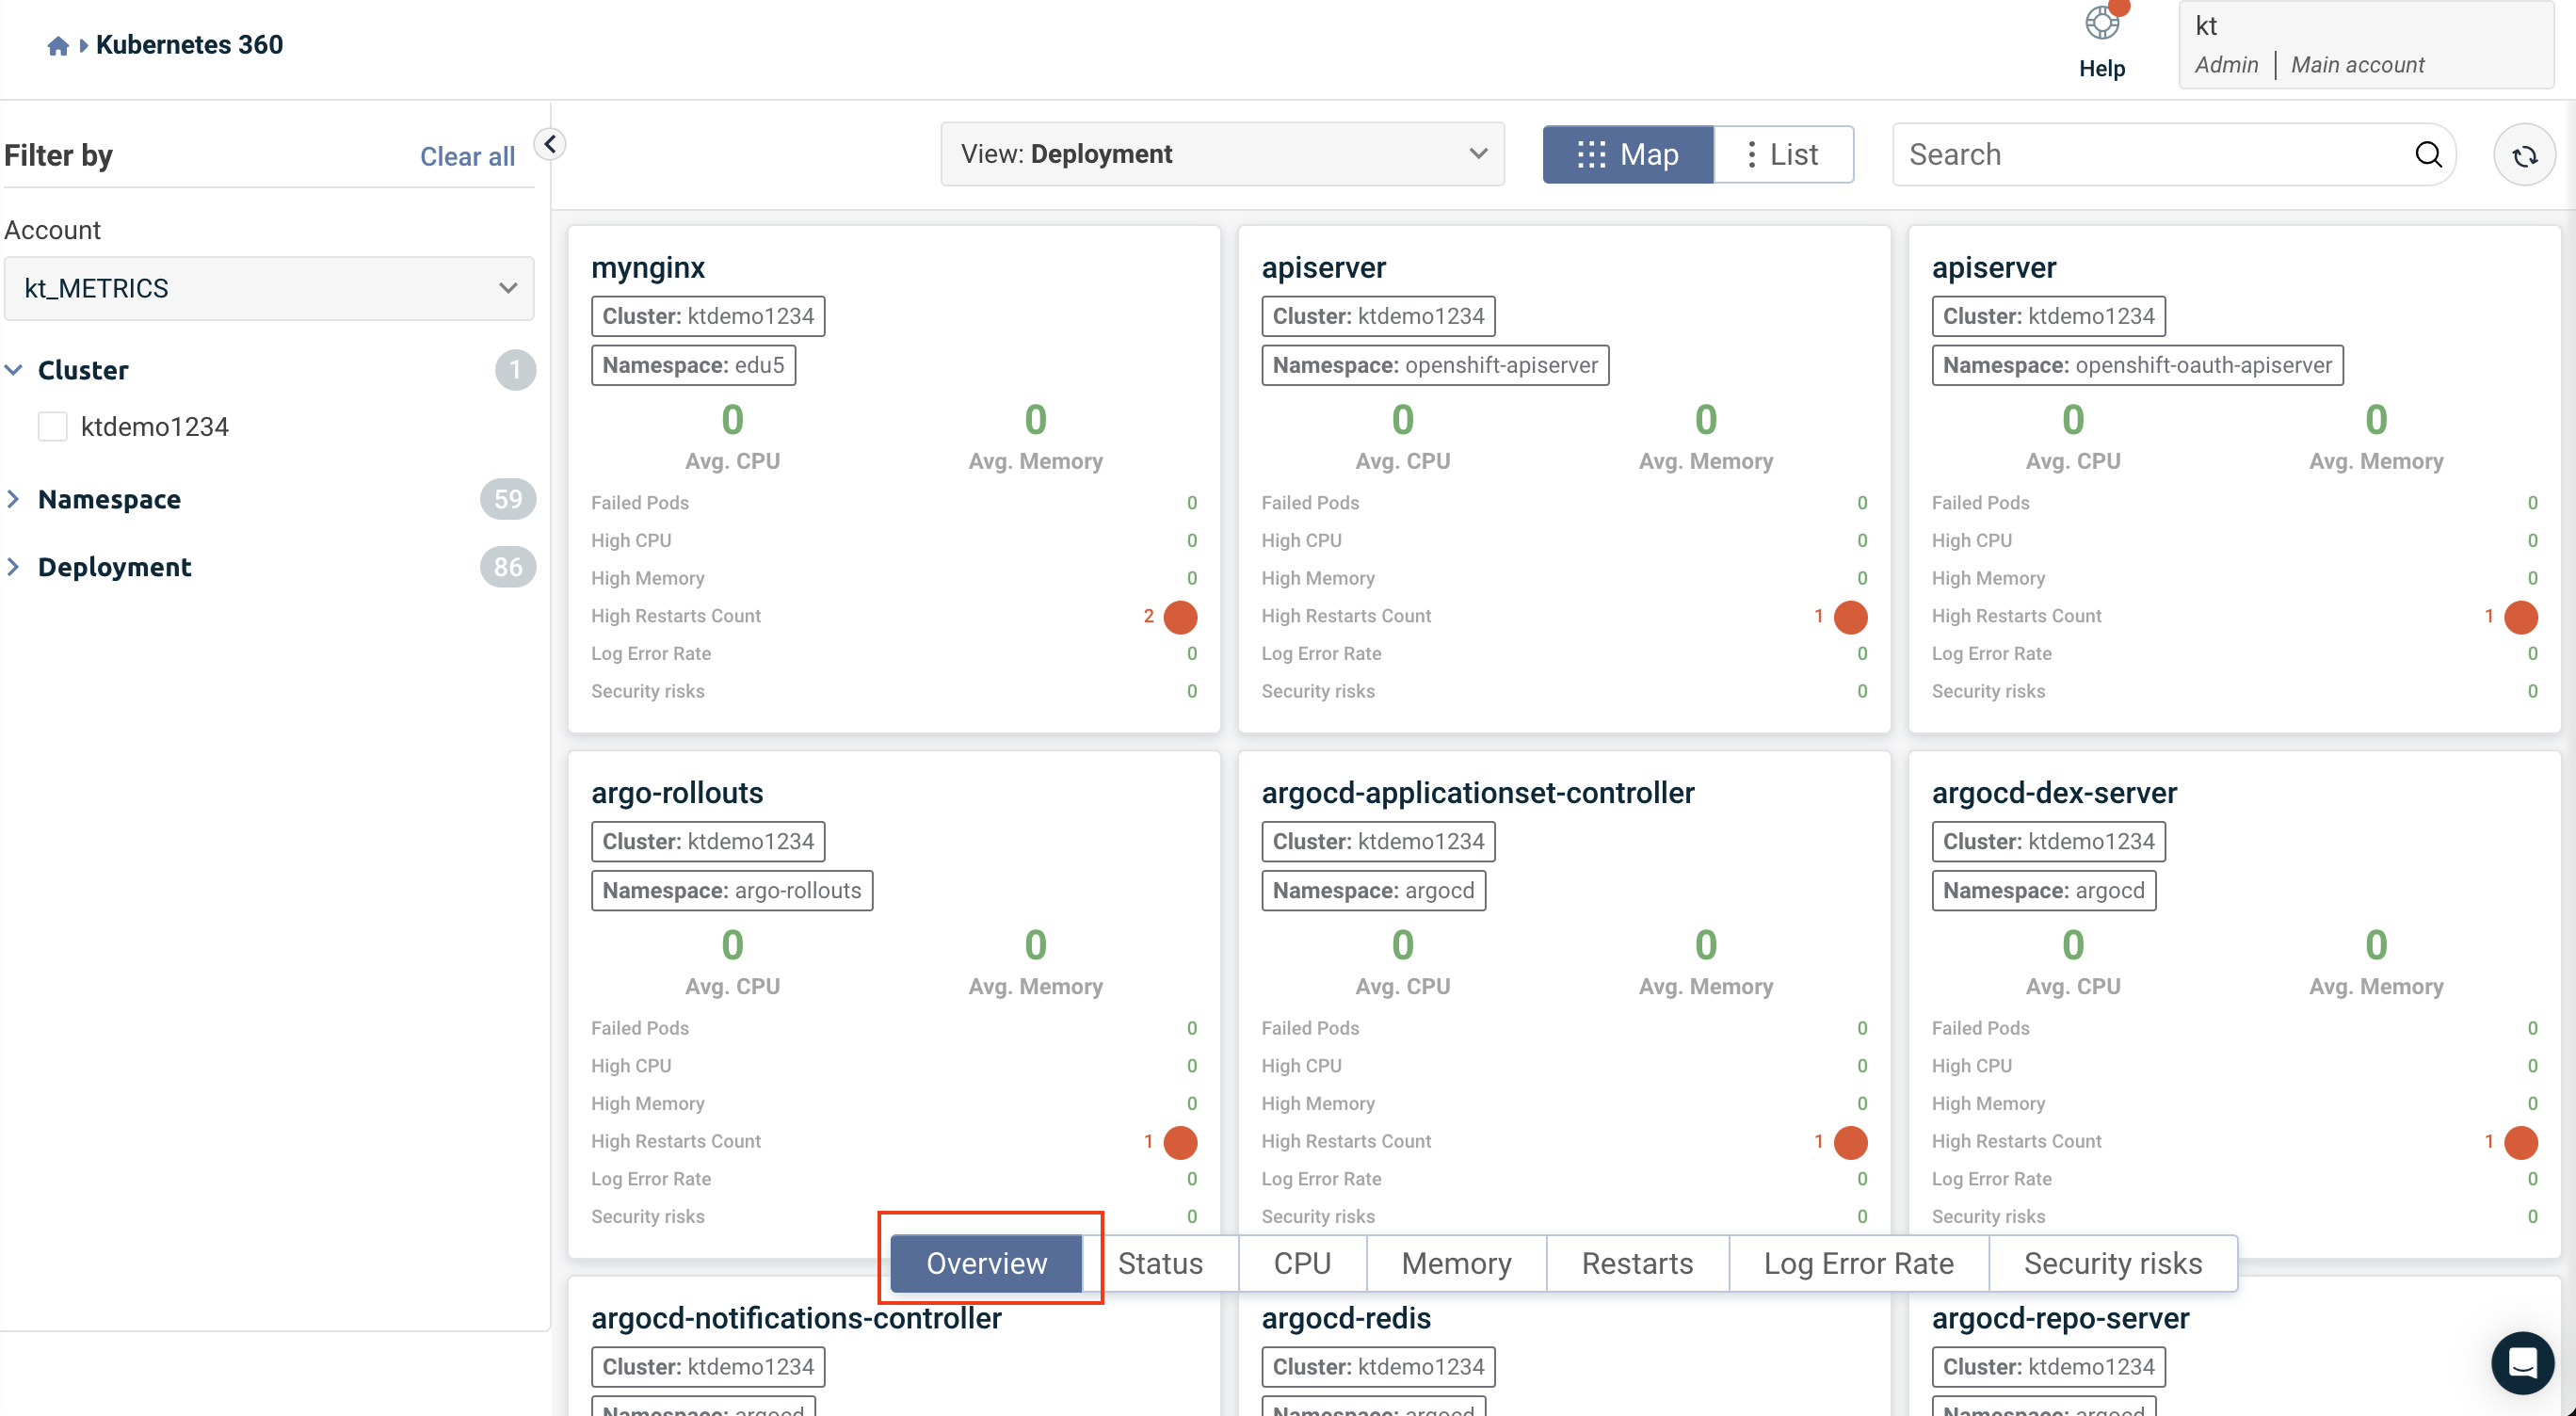 Kubernetes 360
Help
kt
Admin | Main account
Filter by
Clear all
Account
kt_METRICS
Cluster
1
ktdemo1234
Namespace
59
Deployment
86
View: Deployment
Map
List
Search
mynginx
Cluster: ktdemo1234
Namespace: edu5
0
0
Avg. CPU
Avg. Memory
Failed Pods
0
High CPU
0
High Memory
0
High Restarts Count
2
Log Error Rate
0
Security risks
0
apiserver
Cluster: ktdemo1234
Namespace: openshift-apiserver
0
0
Avg. CPU
Avg. Memory
Failed Pods
0
High CPU
0
High Memory
0
High Restarts Count
1
Log Error Rate
0
Security risks
0
apiserver
Cluster: ktdemo1234
Namespace: openshift-oauth-apiserver
0
0
Avg. CPU
Avg. Memory
Failed Pods
0
High CPU
0
High Memory
0
High Restarts Count
1
Log Error Rate
0
Security risks
0
argo-rollouts
Cluster: ktdemo1234
Namespace: argo-rollouts
0
0
Avg. CPU
Avg. Memory
Failed Pods
0
High CPU
0
High Memory
0
High Restarts Count
1
Log Error Rate
0
Security risks
0
argocd-applicationset-controller
Cluster: ktdemo1234
Namespace: argocd
0
0
Avg. CPU
Avg. Memory
Failed Pods
0
High CPU
0
High Memory
0
High Restarts Count
1
Log Error Rate
0
Security risks
0
argocd-dex-server
Cluster: ktdemo1234
Namespace: argocd
0
0
Avg. CPU
Avg. Memory
Failed Pods
0
High CPU
0
High Memory
0
High Restarts Count
1
Log Error Rate
0
Security risks
0
Overview
Status
CPU
Memory
Restarts
Log Error Rate
Security risks
argocd-notifications-controller
Cluster: ktdemo1234
Namespace: argocd
argocd-redis
Cluster: ktdemo1234
Namespace: argocd
argocd-repo-server
Cluster: ktdemo1234
Namespace: argocd